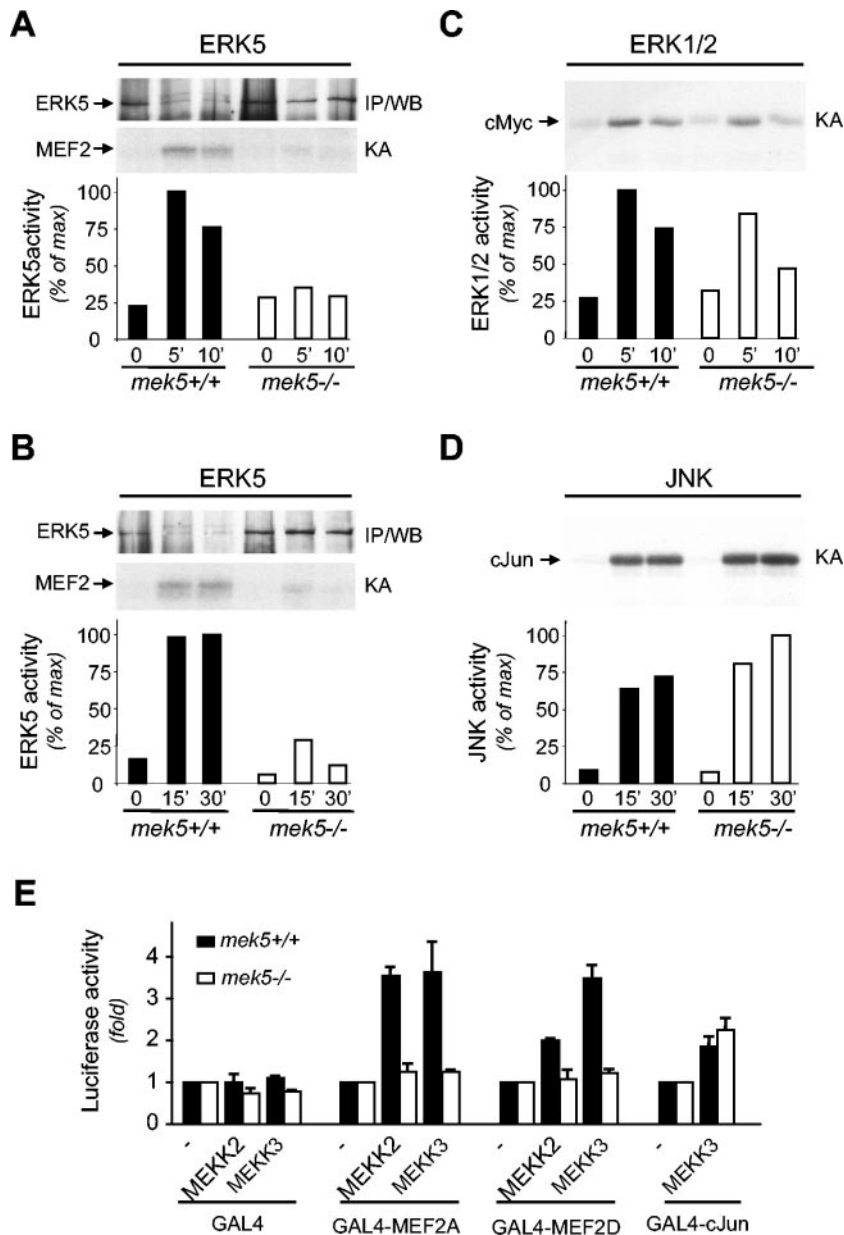 A
ERK5
ERK5
IP/WB
MEF2
KA
ERK5activity
(% of max)
100
75
50
25
0
0 5’ 10’ 0 5’ 10’
mek5+/+ mek5-/-
C
ERK1/2
cMyc
KA
ERK1/2 activity
(% of max)
100
75
50
25
0
0 5’ 10’ 0 5’ 10’
mek5+/+ mek5-/-
B
ERK5
ERK5
IP/WB
MEF2
KA
ERK5 activity
(% of max)
100
75
50
25
0
0 15’ 30’ 0 15’ 30’
mek5+/+ mek5-/-
D
JNK
cJun
KA
JNK activity
(% of max)
100
75
50
25
0
0 15’ 30’ 0 15’ 30’
mek5+/+ mek5-/-
E
Luciferase activity
(fold)
4
3
2
1
0
mek5+/+
mek5-/-
- MEKK2 MEKK3 - MEKK2 MEKK3 - MEKK2 MEKK3 - MEKK3
GAL4 GAL4-MEF2A GAL4-MEF2D GAL4-cJun